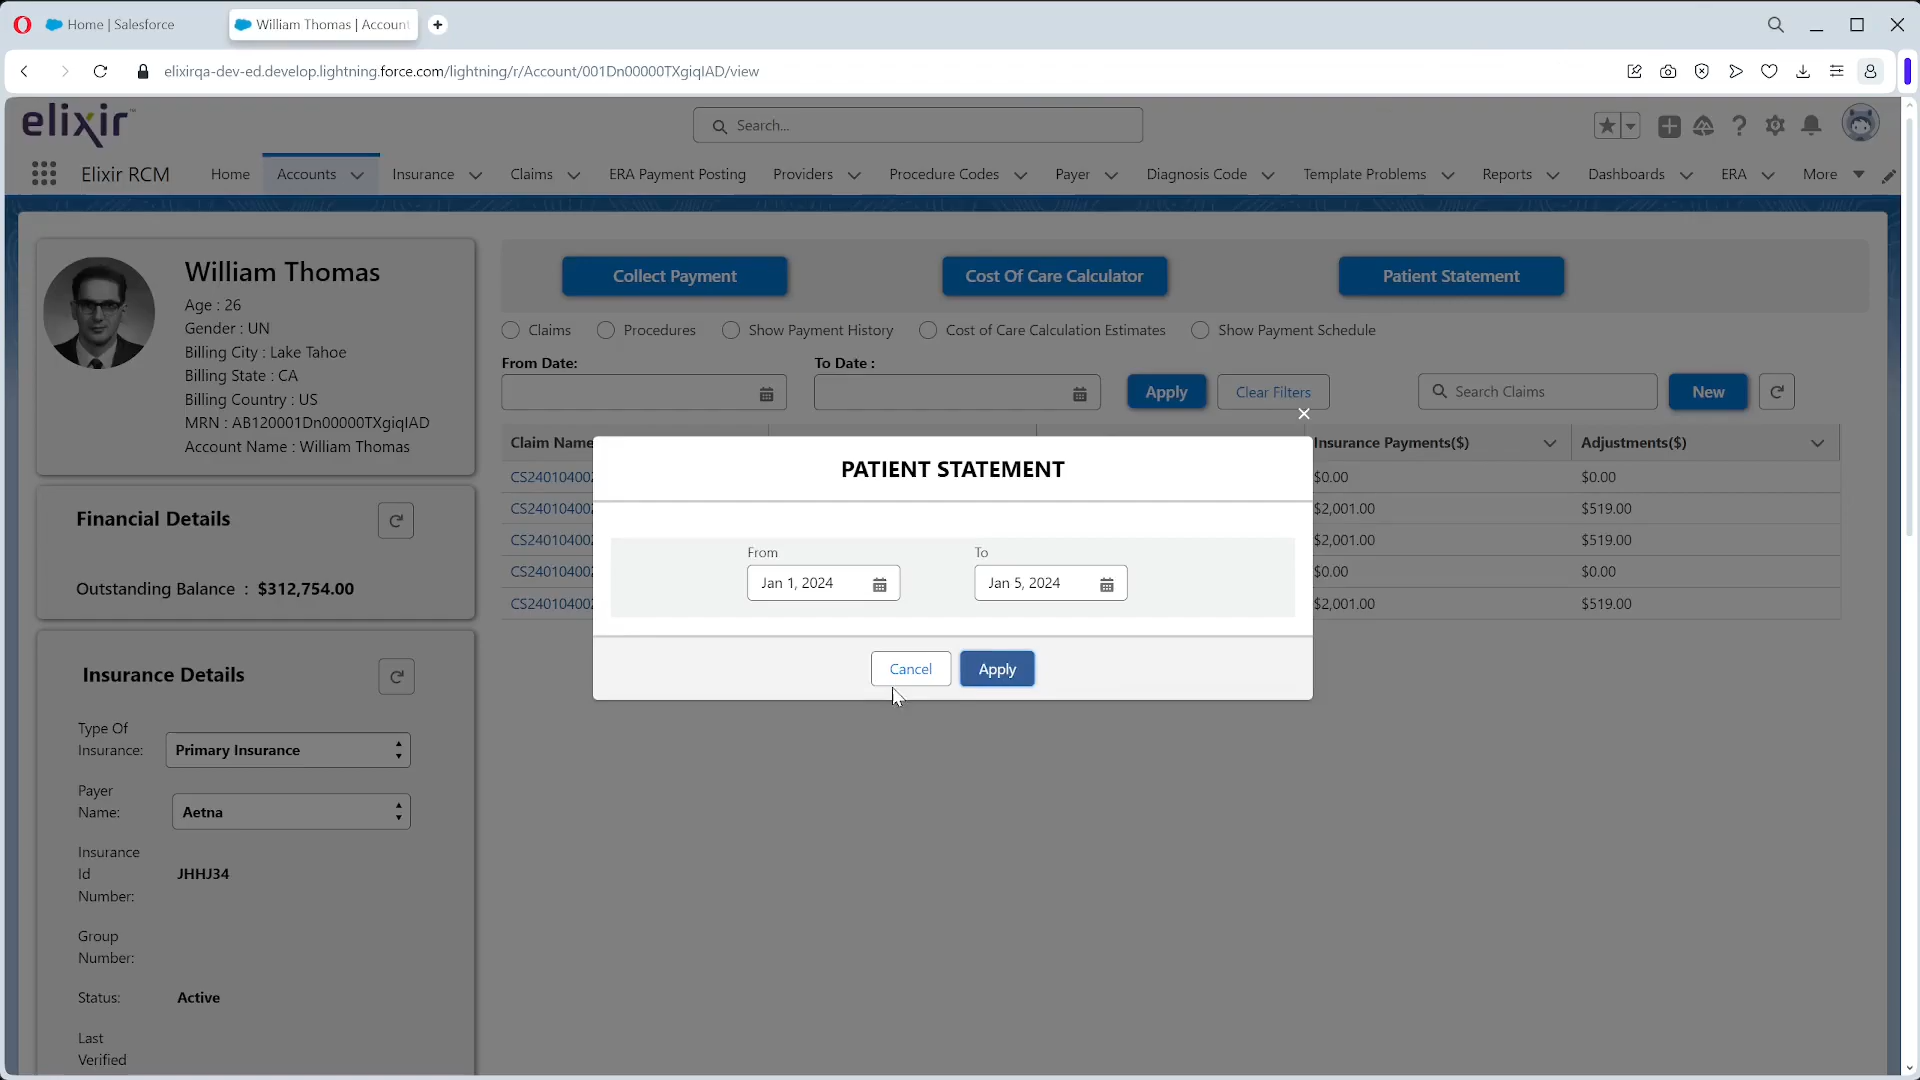 Home | Salesforce
William Thomas | Accoun
elixirqa-dev-ed.develop.lightning.force.com/lightning/r/Account/001Dn00000TXgiqIAD/view
elixir™
Search...
Elixir RCM
Home
Accounts
Insurance
Claims
ERA Payment Posting
Providers
Procedure Codes
Payer
Diagnosis Code
Template Problems
Reports
Dashboards
ERA
More
William Thomas
Age : 26
Gender : UN
Billing City : Lake Tahoe
Billing State : CA
Billing Country : US
MRN : AB120001Dn00000TXgiqIAD
Account Name : William Thomas
Financial Details
Outstanding Balance : $312,754.00
Insurance Details
Type Of
Insurance:
Primary Insurance
Payer
Name:
Aetna
Insurance
Id
Number:
JHHJ34
Group
Number:
Status:
Active
Last
Verified
Collect Payment
Cost Of Care Calculator
Patient Statement
Claims
Procedures
Show Payment History
Cost of Care Calculation Estimates
Show Payment Schedule
From Date:
To Date :
Apply
Clear Filters
Search Claims
New
Claim Name
Insurance Payments($)
Adjustments($)
CS24010400
$0.00
$0.00
CS24010400
$2,001.00
$519.00
CS24010400
$2,001.00
$519.00
CS24010400
$0.00
$0.00
CS24010400
$2,001.00
$519.00
PATIENT STATEMENT
From
To
Jan 1, 2024
Jan 5, 2024
Cancel
Apply